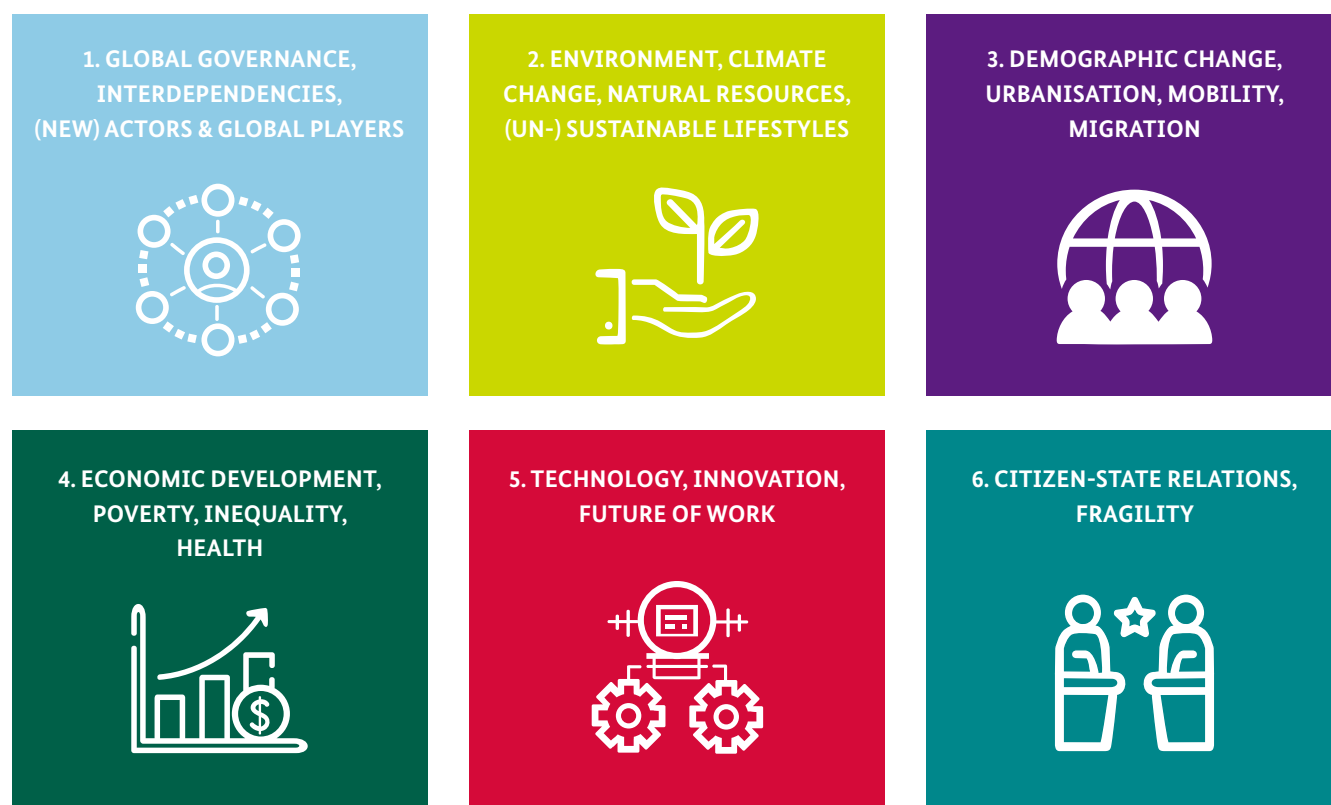 1. GLOBAL GOVERNANCE,
INTERDEPENDENCIES,
(NEW) ACTORS & GLOBAL PLAYERS
2. ENVIRONMENT, CLIMATE
CHANGE, NATURAL RESOURCES,
(UN-) SUSTAINABLE LIFESTYLES
3. DEMOGRAPHIC CHANGE,
URBANISATION, MOBILITY,
MIGRATION
4. ECONOMIC DEVELOPMENT,
POVERTY, INEQUALITY,
HEALTH
$
5. TECHNOLOGY, INNOVATION,
FUTURE OF WORK
6. CITIZEN-STATE RELATIONS,
FRAGILITY